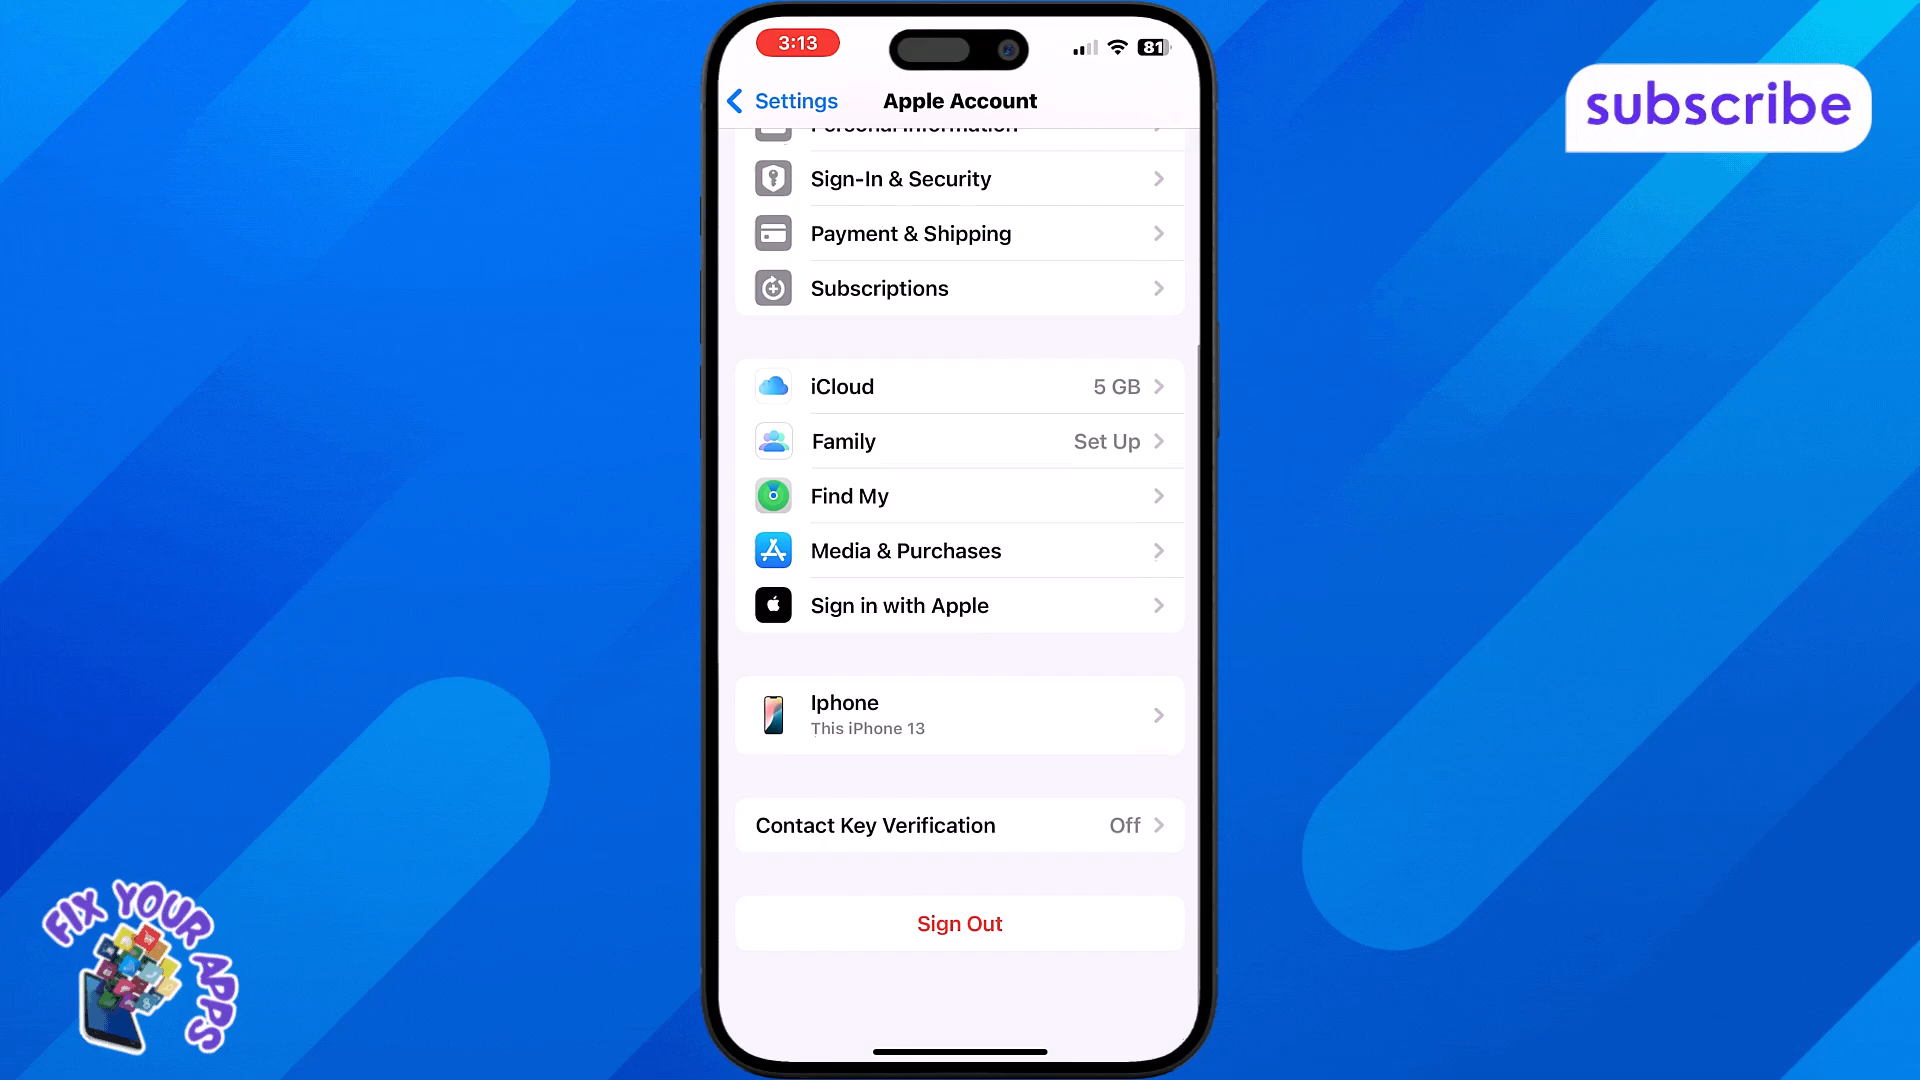 3:13
81
Settings
Apple Account
Personal Information
Sign-In & Security
Payment & Shipping
Subscriptions
iCloud
5 GB
Family
Set Up
Find My
Media & Purchases
Sign in with Apple
Iphone
This iPhone 13
Contact Key Verification
Off
Sign Out
subscribe
FIX YOUR APPS